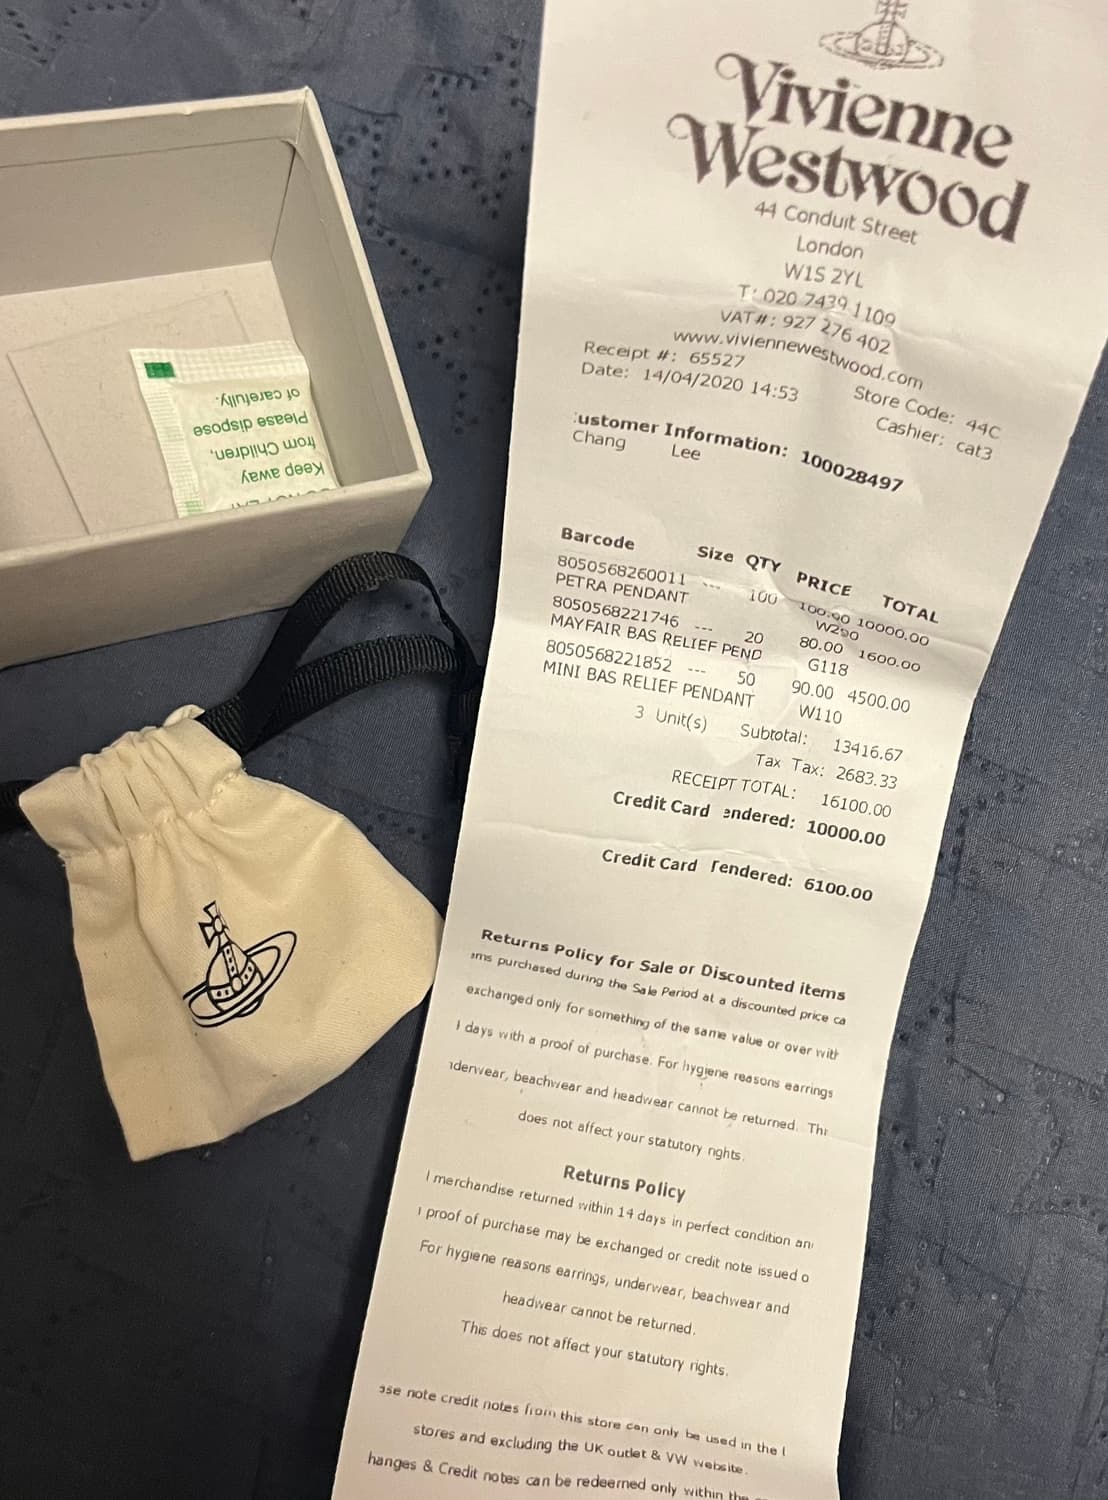 Vivienne
Westwood
44 Conduit Street
London
W1S 2YL
T: 020 7439 1109
VAT#: 927 276 402
www.viviennewestwood.com
Receipt #: 65527 Store Code: 44C
Date: 14/04/2020 14:53 Cashier: cat3
:ustomer Information: 100028497
Chang Lee
Barcode Size QTY PRICE TOTAL
8050568260011 --- 100 100.00 10000.00
PETRA PENDANT W290
8050568221746 --- 20 80.00 1600.00
MAYFAIR BAS RELIEF PEND G118
8050568221852 --- 50 90.00 4500.00
MINI BAS RELIEF PENDANT W110
3 Unit(s) Subtotal: 13416.67
Tax Tax: 2683.33
RECEIPT TOTAL: 16100.00
Credit Card endered: 10000.00
Credit Card Tendered: 6100.00
Returns Policy for Sale or Discounted items
ems purchased during the Sale Period at a discounted price ca
exchanged only for something of the same value or over with
days with a proof of purchase. For hygiene reasons earrings
derwear, beachwear and headwear cannot be returned. Thi
does not affect your statutory rights.
Returns Policy
l merchandise returned within 14 days in perfect condition an
proof of purchase may be exchanged or credit note issued o
For hygiene reasons earrings, underwear, beachwear and
headwear cannot be returned.
This does not affect your statutory rights.
ase note credit notes from this store can only be used in the
stores and excluding the UK outlet & VW website.
hanges & Credit notes can be redeemed only within the
Keep away
from Children,
Please dispose
of carefully.